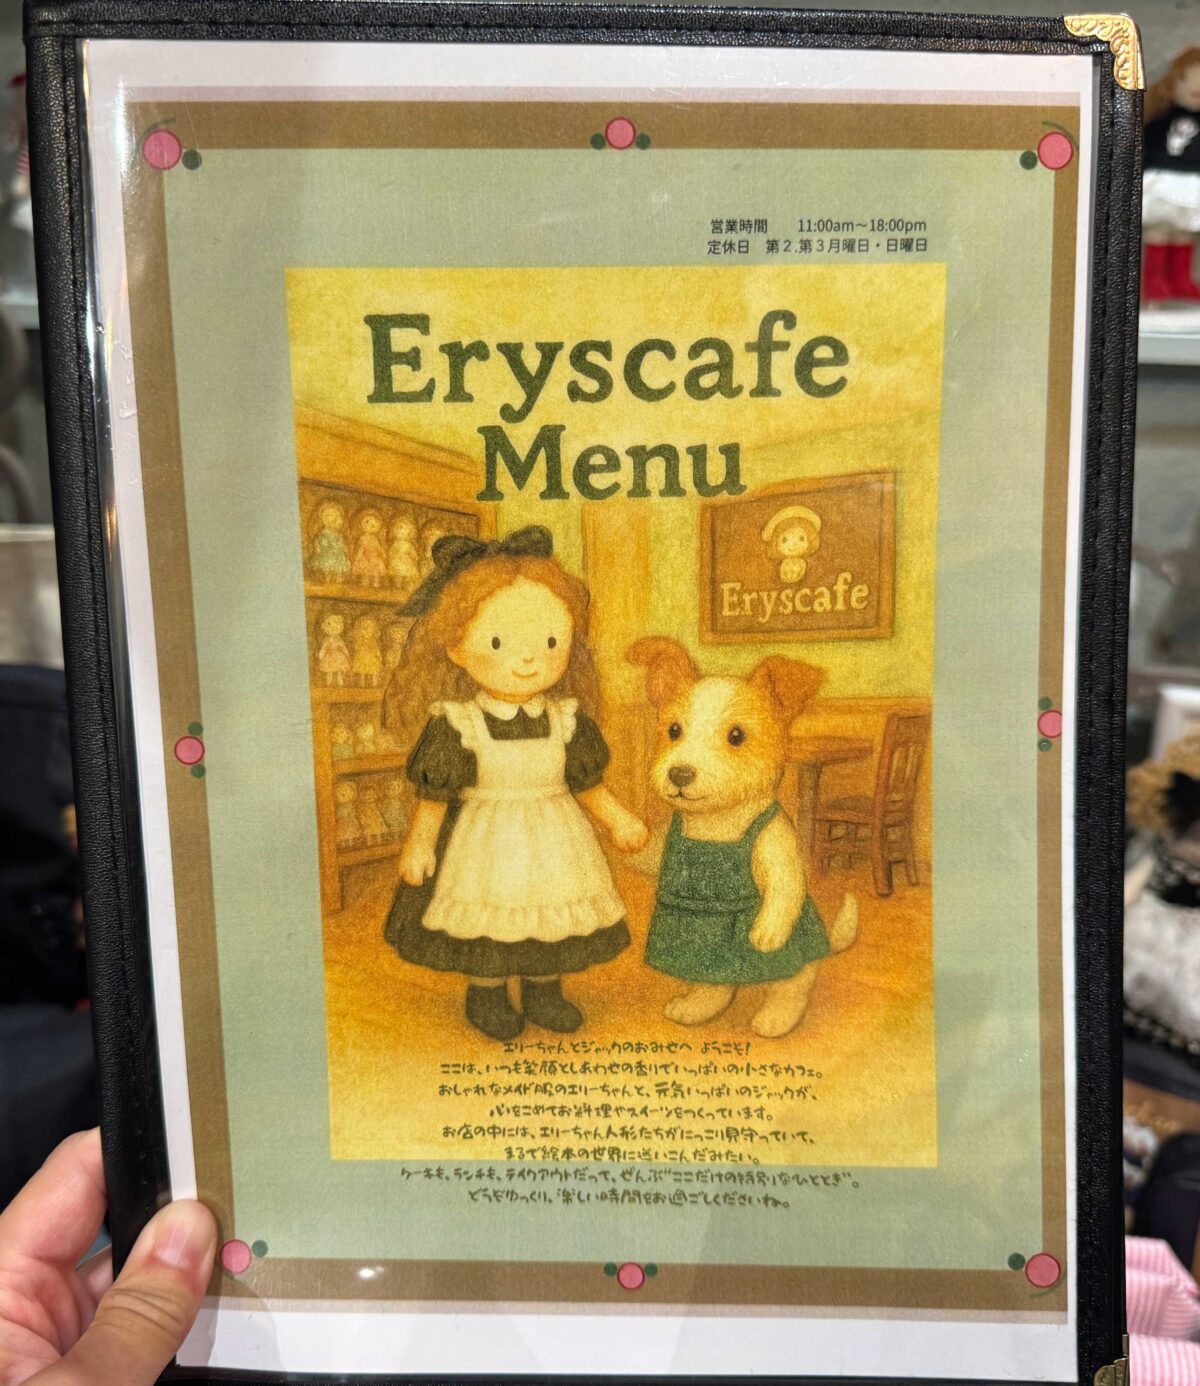 営業時間　11:00am〜18:00pm
定休日　第２.第３月曜日・日曜日
Eryscafe
Menu
Eryscafe
エリーちゃんとジャックのおみせへ ようこそ!
ここは、いつも笑顔としあわせの香りでいっぱいの小さなカフェ。
おしゃれなメイド服のエリーちゃんと、元気いっぱいのジャックが、
心をこめてお料理やスイーツをつくっています。
お店の中には、エリーちゃん人形たちがにっこり見守っていて、
まるで絵本の世界に迷いこんだみたい。
ケーキも、ランチも、テイクアウトだって、ぜんぶ“ここだけの特別なひととき”。
どうぞゆっくり、楽しい時間をお過ごしくださいね。